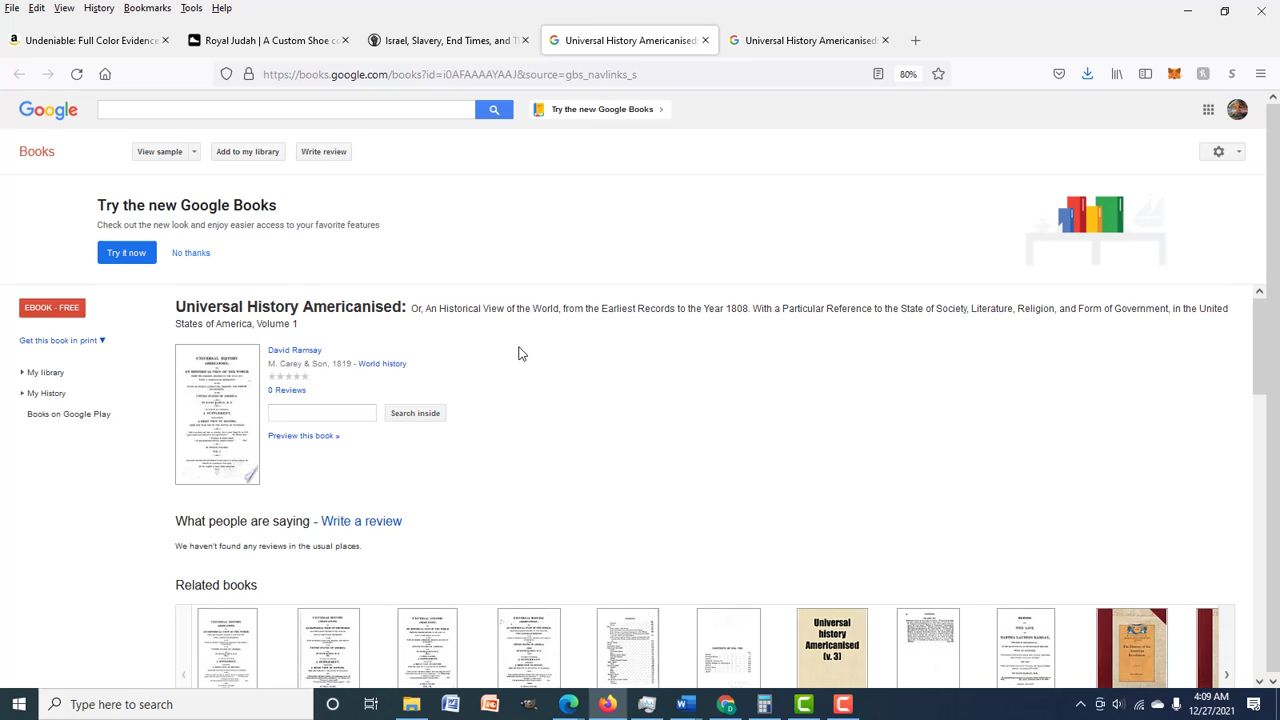 File Edit View History Bookmarks Tools Help
Undeniable: Full Color Evidence
Royal Judah | A Custom Shoe co
Israel, Slavery, End Times, and Th
Universal History Americanised:
Universal History Americanised:
https://books.google.com/books?id=i0AFAAAAYAAJ&source=gbs_navlinks_s
80%
Google
Try the new Google Books
Books
View sample
Add to my library
Write review
Try the new Google Books
Check out the new look and enjoy easier access to your favorite features
Try it now
No thanks
EBOOK - FREE
Get this book in print ▼
My library
My History
Books on Google Play
Universal History Americanised: Or, An Historical View of the World, from the Earliest Records to the Year 1808. With a Particular Reference to the State of Society, Literature, Religion, and Form of Government, in the United
States of America, Volume 1
David Ramsay
M. Carey & Son, 1819 - World history
0 Reviews
Search inside
Preview this book »
What people are saying - Write a review
We haven't found any reviews in the usual places.
Related books
Universal
history
Americanised
(v. 3)
Type here to search
4:09 AM
12/27/2021